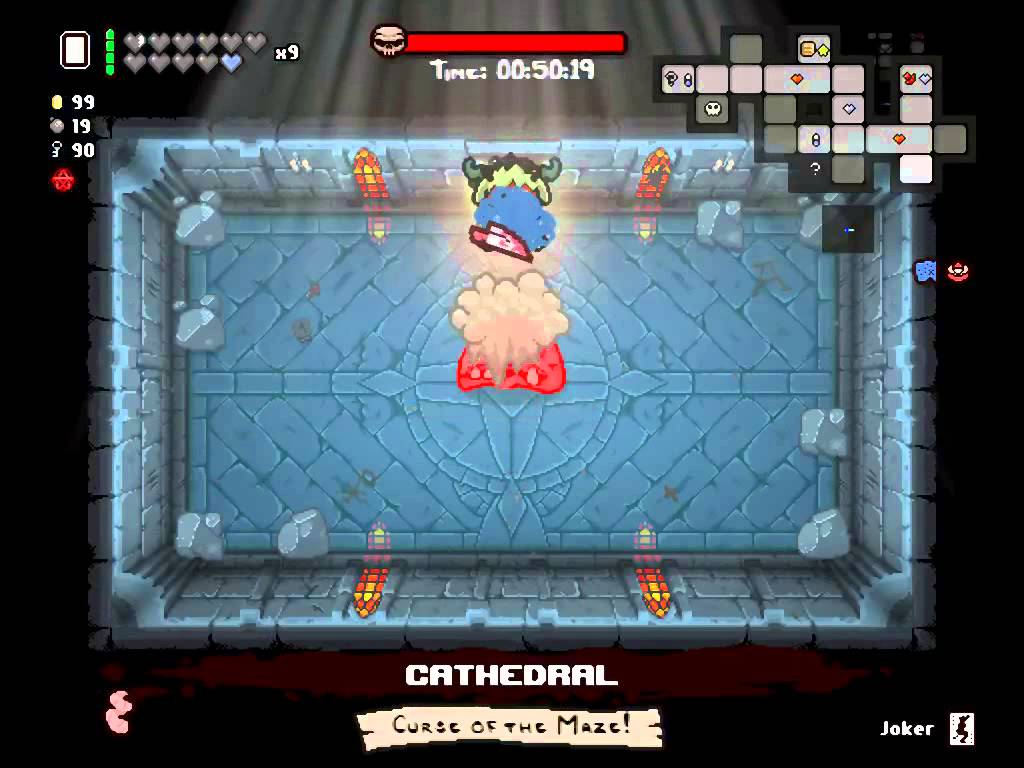 x9
Time: 00:50:19
99
19
90
?
CATHEDRAL
Curse of the Maze!
Joker